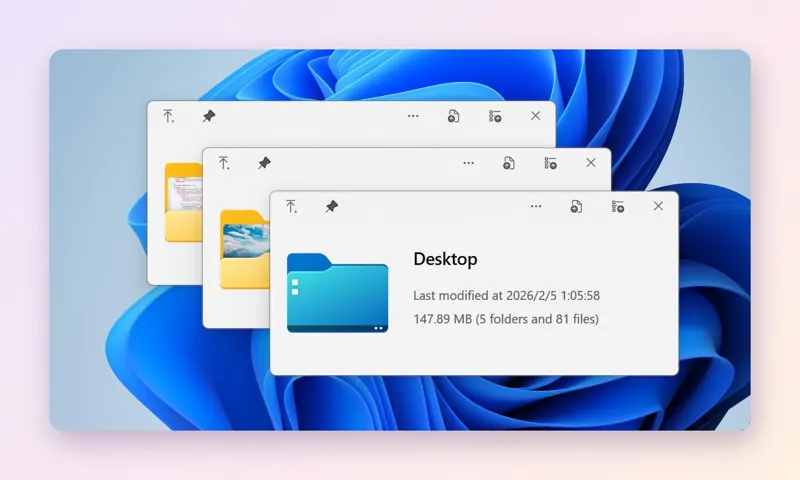 Desktop
Last modified at 2026/2/5 1:05:58
147.89 MB (5 folders and 81 files)